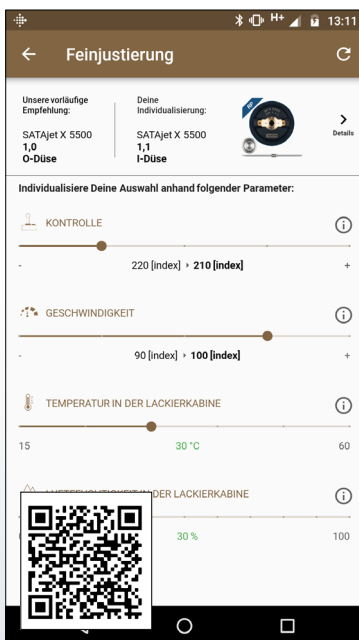 H+ 13:11
Feinjustierung
Unsere vorläufige
Empfehlung:
SATAjet X 5500
1,0
O-Düse
Deine
Individualisierung:
SATAjet X 5500
1,1
I-Düse
RP
Details
Individualisiere Deine Auswahl anhand folgender Parameter:
KONTROLLE
- 220 [index] ‣ 210 [index] +
GESCHWINDIGKEIT
- 90 [index] ‣ 100 [index] +
TEMPERATUR IN DER LACKIERKABINE
15 30 °C 60
DER LACKIERKABINE
30 % 100